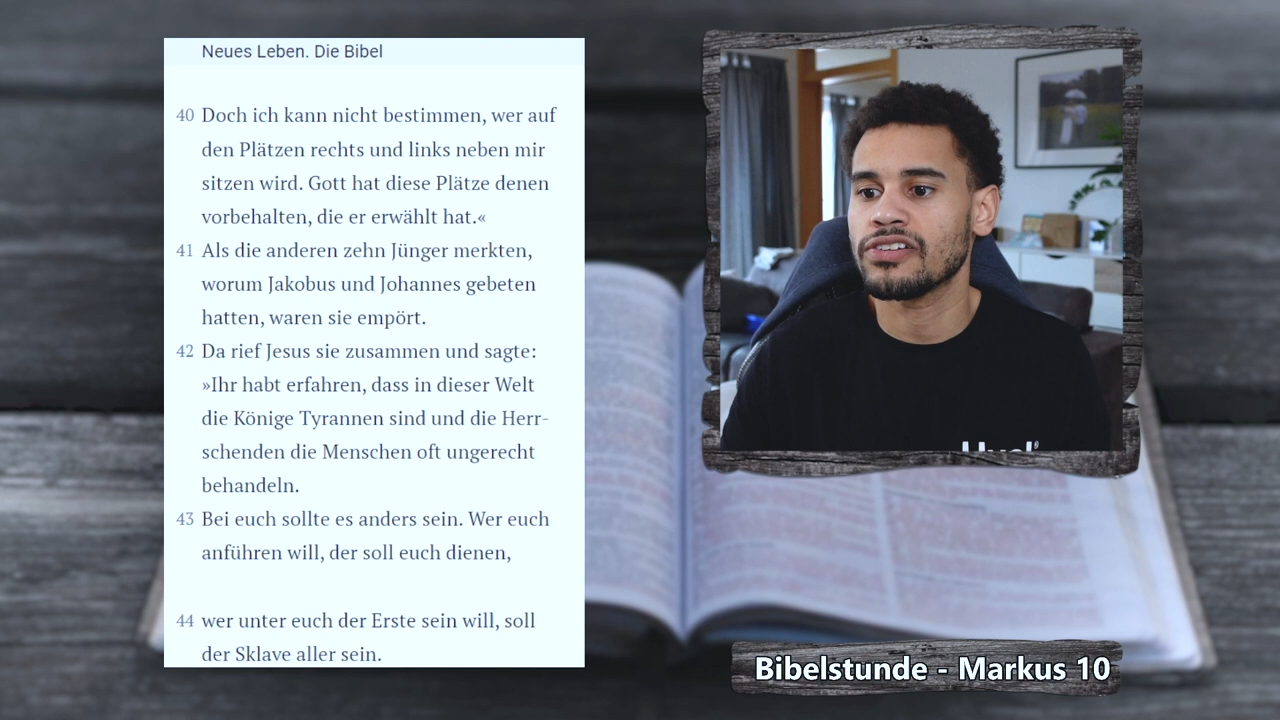 Neues Leben. Die Bibel
40 Doch ich kann nicht bestimmen, wer auf
den Plätzen rechts und links neben mir
sitzen wird. Gott hat diese Plätze denen
vorbehalten, die er erwählt hat.«
41 Als die anderen zehn Jünger merkten,
worum Jakobus und Johannes gebeten
hatten, waren sie empört.
42 Da rief Jesus sie zusammen und sagte:
»Ihr habt erfahren, dass in dieser Welt
die Könige Tyrannen sind und die Herr-
schenden die Menschen oft ungerecht
behandeln.
43 Bei euch sollte es anders sein. Wer euch
anführen will, der soll euch dienen,
44 wer unter euch der Erste sein will, soll
der Sklave aller sein.
Bibelstunde - Markus 10